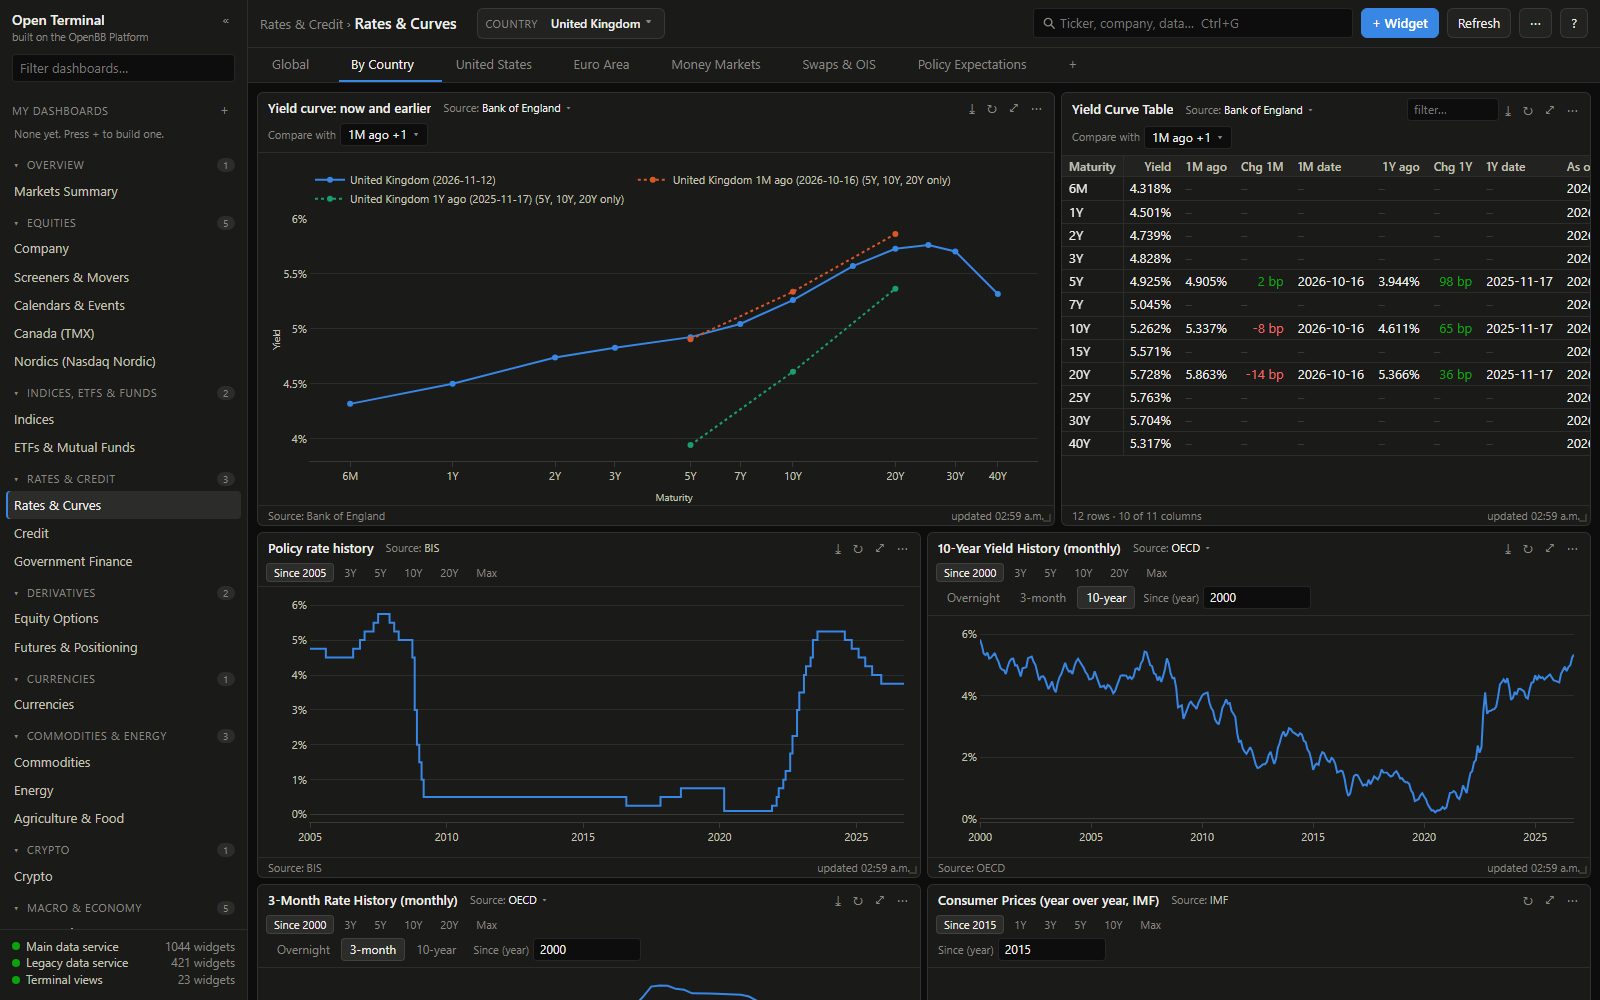 Open Terminal «
built on the OpenBB Platform
Filter dashboards...
MY DASHBOARDS +
None yet. Press + to build one.
OVERVIEW 1
Markets Summary
EQUITIES 5
Company
Screeners & Movers
Calendars & Events
Canada (TMX)
Nordics (Nasdaq Nordic)
INDICES, ETFS & FUNDS 2
Indices
ETFs & Mutual Funds
RATES & CREDIT 3
Rates & Curves
Credit
Government Finance
DERIVATIVES 2
Equity Options
Futures & Positioning
CURRENCIES 1
Currencies
COMMODITIES & ENERGY 3
Commodities
Energy
Agriculture & Food
CRYPTO 1
Crypto
MACRO & ECONOMY 5
Main data service 1044 widgets
Legacy data service 421 widgets
Terminal views 23 widgets
Rates & Credit › Rates & Curves COUNTRY United Kingdom
Ticker, company, data... Ctrl+G + Widget Refresh ··· ?
Global By Country United States Euro Area Money Markets Swaps & OIS Policy Expectations +
Yield curve: now and earlier Source: Bank of England
Compare with 1M ago +1
United Kingdom (2026-11-12) United Kingdom 1M ago (2026-10-16) (5Y, 10Y, 20Y only)
United Kingdom 1Y ago (2025-11-17) (5Y, 10Y, 20Y only)
6%
5.5%
5%
4.5%
4%
Yield
6M 1Y 2Y 3Y 5Y 7Y 10Y 20Y 30Y 40Y
Maturity
Source: Bank of England updated 02:59 a.m.
Yield Curve Table Source: Bank of England filter...
Compare with 1M ago +1
Maturity Yield 1M ago Chg 1M 1M date 1Y ago Chg 1Y 1Y date As o
6M 4.318% – – – – – – 202
1Y 4.501% – – – – – – 202
2Y 4.739% – – – – – – 202
3Y 4.828% – – – – – – 202
5Y 4.925% 4.905% 2 bp 2026-10-16 3.944% 98 bp 2025-11-17 202
7Y 5.045% – – – – – – 202
10Y 5.262% 5.337% -8 bp 2026-10-16 4.611% 65 bp 2025-11-17 202
15Y 5.571% – – – – – – 202
20Y 5.728% 5.863% -14 bp 2026-10-16 5.366% 36 bp 2025-11-17 202
25Y 5.763% – – – – – – 202
30Y 5.704% – – – – – – 202
40Y 5.317% – – – – – – 202
12 rows · 10 of 11 columns updated 02:59 a.m.
Policy rate history Source: BIS
Since 2005 3Y 5Y 10Y 20Y Max
6%
5%
4%
3%
2%
1%
0%
2005 2010 2015 2020 2025
Source: BIS updated 02:59 a.m.
10-Year Yield History (monthly) Source: OECD
Since 2000 3Y 5Y 10Y 20Y Max
Overnight 3-month 10-year Since (year) 2000
6%
4%
2%
0%
2000 2005 2010 2015 2020 2025
Source: OECD updated 02:59 a.m.
3-Month Rate History (monthly) Source: OECD
Since 2000 3Y 5Y 10Y 20Y Max
Overnight 3-month 10-year Since (year) 2000
Consumer Prices (year over year, IMF) Source: IMF
Since 2015 1Y 3Y 5Y 10Y Max
Since (year) 2015